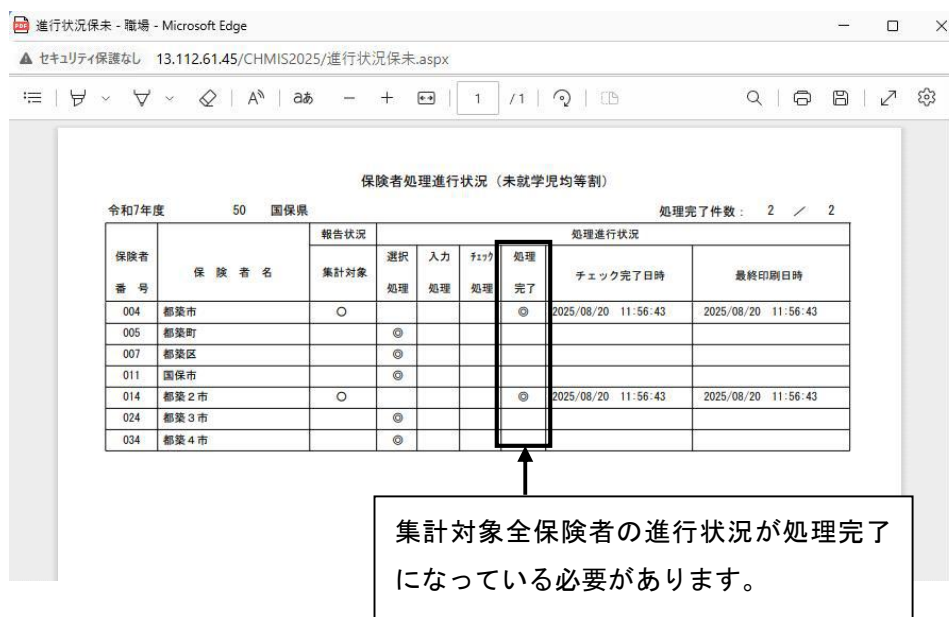 進行状況保未 - 職場 - Microsoft Edge
セキュリティ保護なし 13.112.61.45/CHMIS2025/進行状況保未.aspx
A aあ 1 /1
保険者処理進行状況（未就学児均等割）
令和7年度 50 国保県 処理完了件数： 2 ／ 2
報告状況 処理進行状況
保険者 選択 入力 ﾁｪｯｸ 処理
保 険 者 名 集計対象 チェック完了日時 最終印刷日時
番 号 処理 処理 処理 完了
004 都築市 ○ ◎ 2025/08/20 11:56:43 2025/08/20 11:56:43
005 都築町 ◎
007 都築区 ◎
011 国保市 ◎
014 都築２市 ○ ◎ 2025/08/20 11:56:43 2025/08/20 11:56:43
024 都築３市 ◎
034 都築４市 ◎
集計対象全保険者の進行状況が処理完了
になっている必要があります。